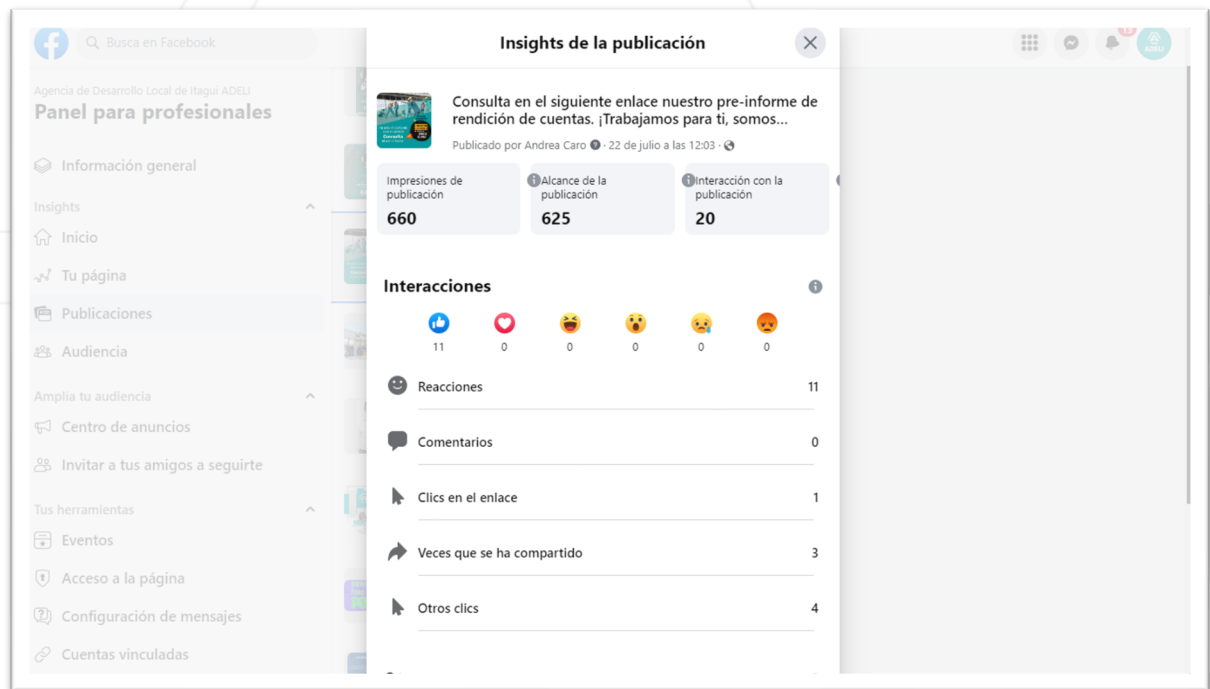 Busca en Facebook
Insights de la publicación
13
ADELI
Agencia de Desarrollo Local de Itagui ADELI
Panel para profesionales
Consulta en el siguiente enlace nuestro pre-informe de
rendición de cuentas. ¡Trabajamos para ti, somos...
Publicado por Andrea Caro · 22 de julio a las 12:03 ·
Información general
Insights
Inicio
Tu página
Publicaciones
Audiencia
Amplía tu audiencia
Centro de anuncios
Invitar a tus amigos a seguirte
Tus herramientas
Eventos
Acceso a la página
Configuración de mensajes
Cuentas vinculadas
Impresiones de
publicación
660
Alcance de la
publicación
625
Interacción con la
publicación
20
Interacciones
11 0 0 0 0 0
Reacciones 11
Comentarios 0
Clics en el enlace 1
Veces que se ha compartido 3
Otros clics 4